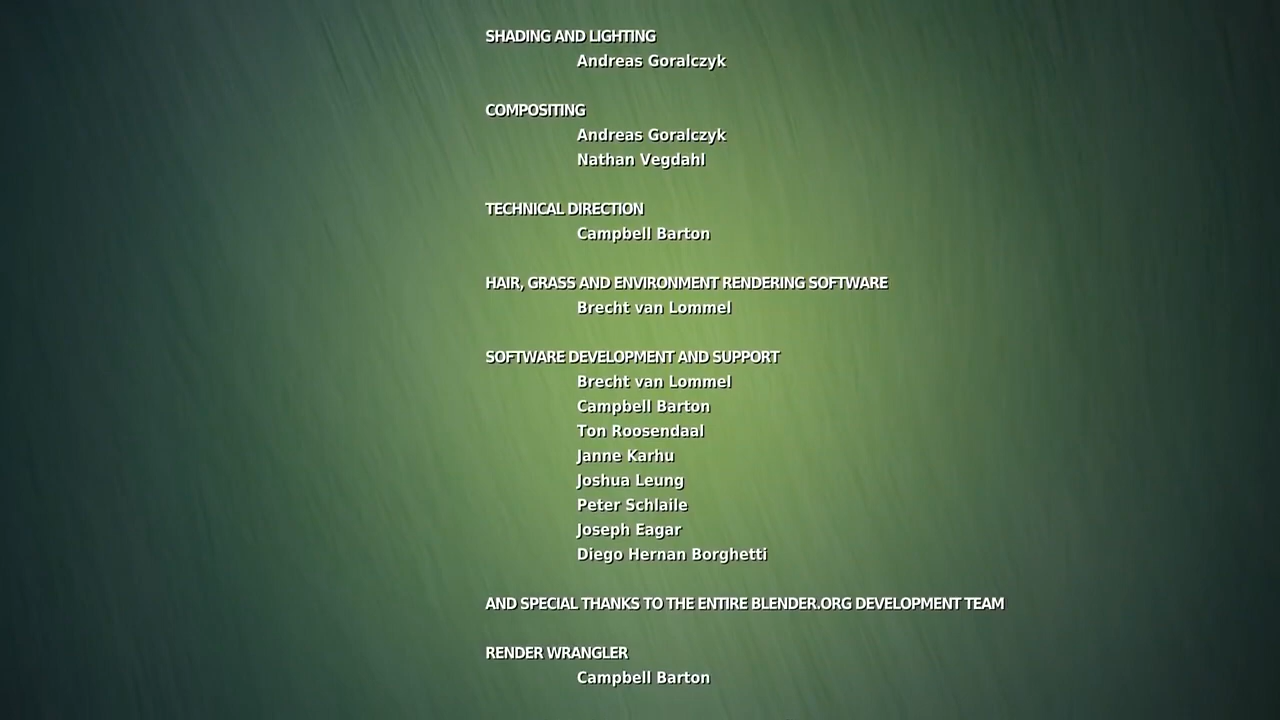 SHADING AND LIGHTING
Andreas Goralczyk
COMPOSITING
Andreas Goralczyk
Nathan Vegdahl
TECHNICAL DIRECTION
Campbell Barton
HAIR, GRASS AND ENVIRONMENT RENDERING SOFTWARE
Brecht van Lommel
SOFTWARE DEVELOPMENT AND SUPPORT
Brecht van Lommel
Campbell Barton
Ton Roosendaal
Janne Karhu
Joshua Leung
Peter Schlaile
Joseph Eagar
Diego Hernan Borghetti
AND SPECIAL THANKS TO THE ENTIRE BLENDER.ORG DEVELOPMENT TEAM
RENDER WRANGLER
Campbell Barton